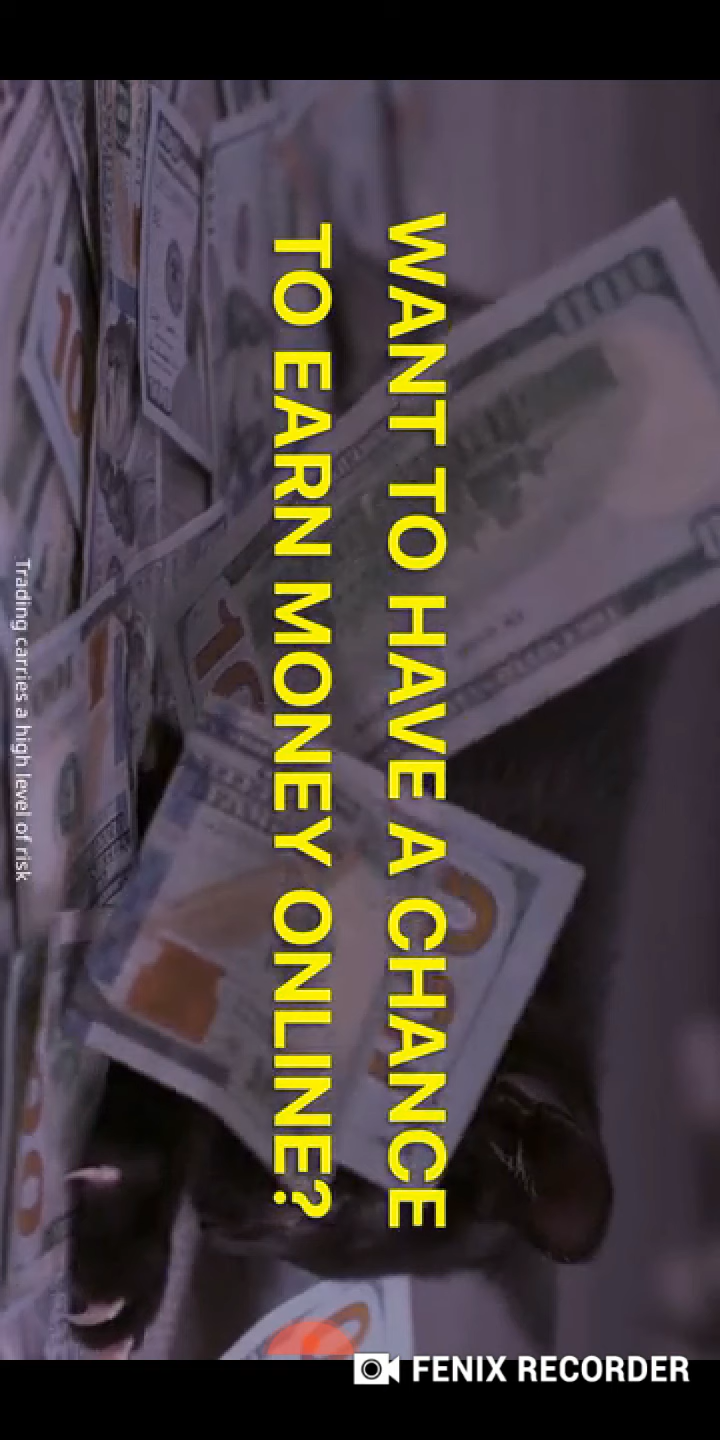 WANT TO HAVE A CHANCE
TO EARN MONEY ONLINE?
Trading carries a high level of risk
FENIX RECORDER